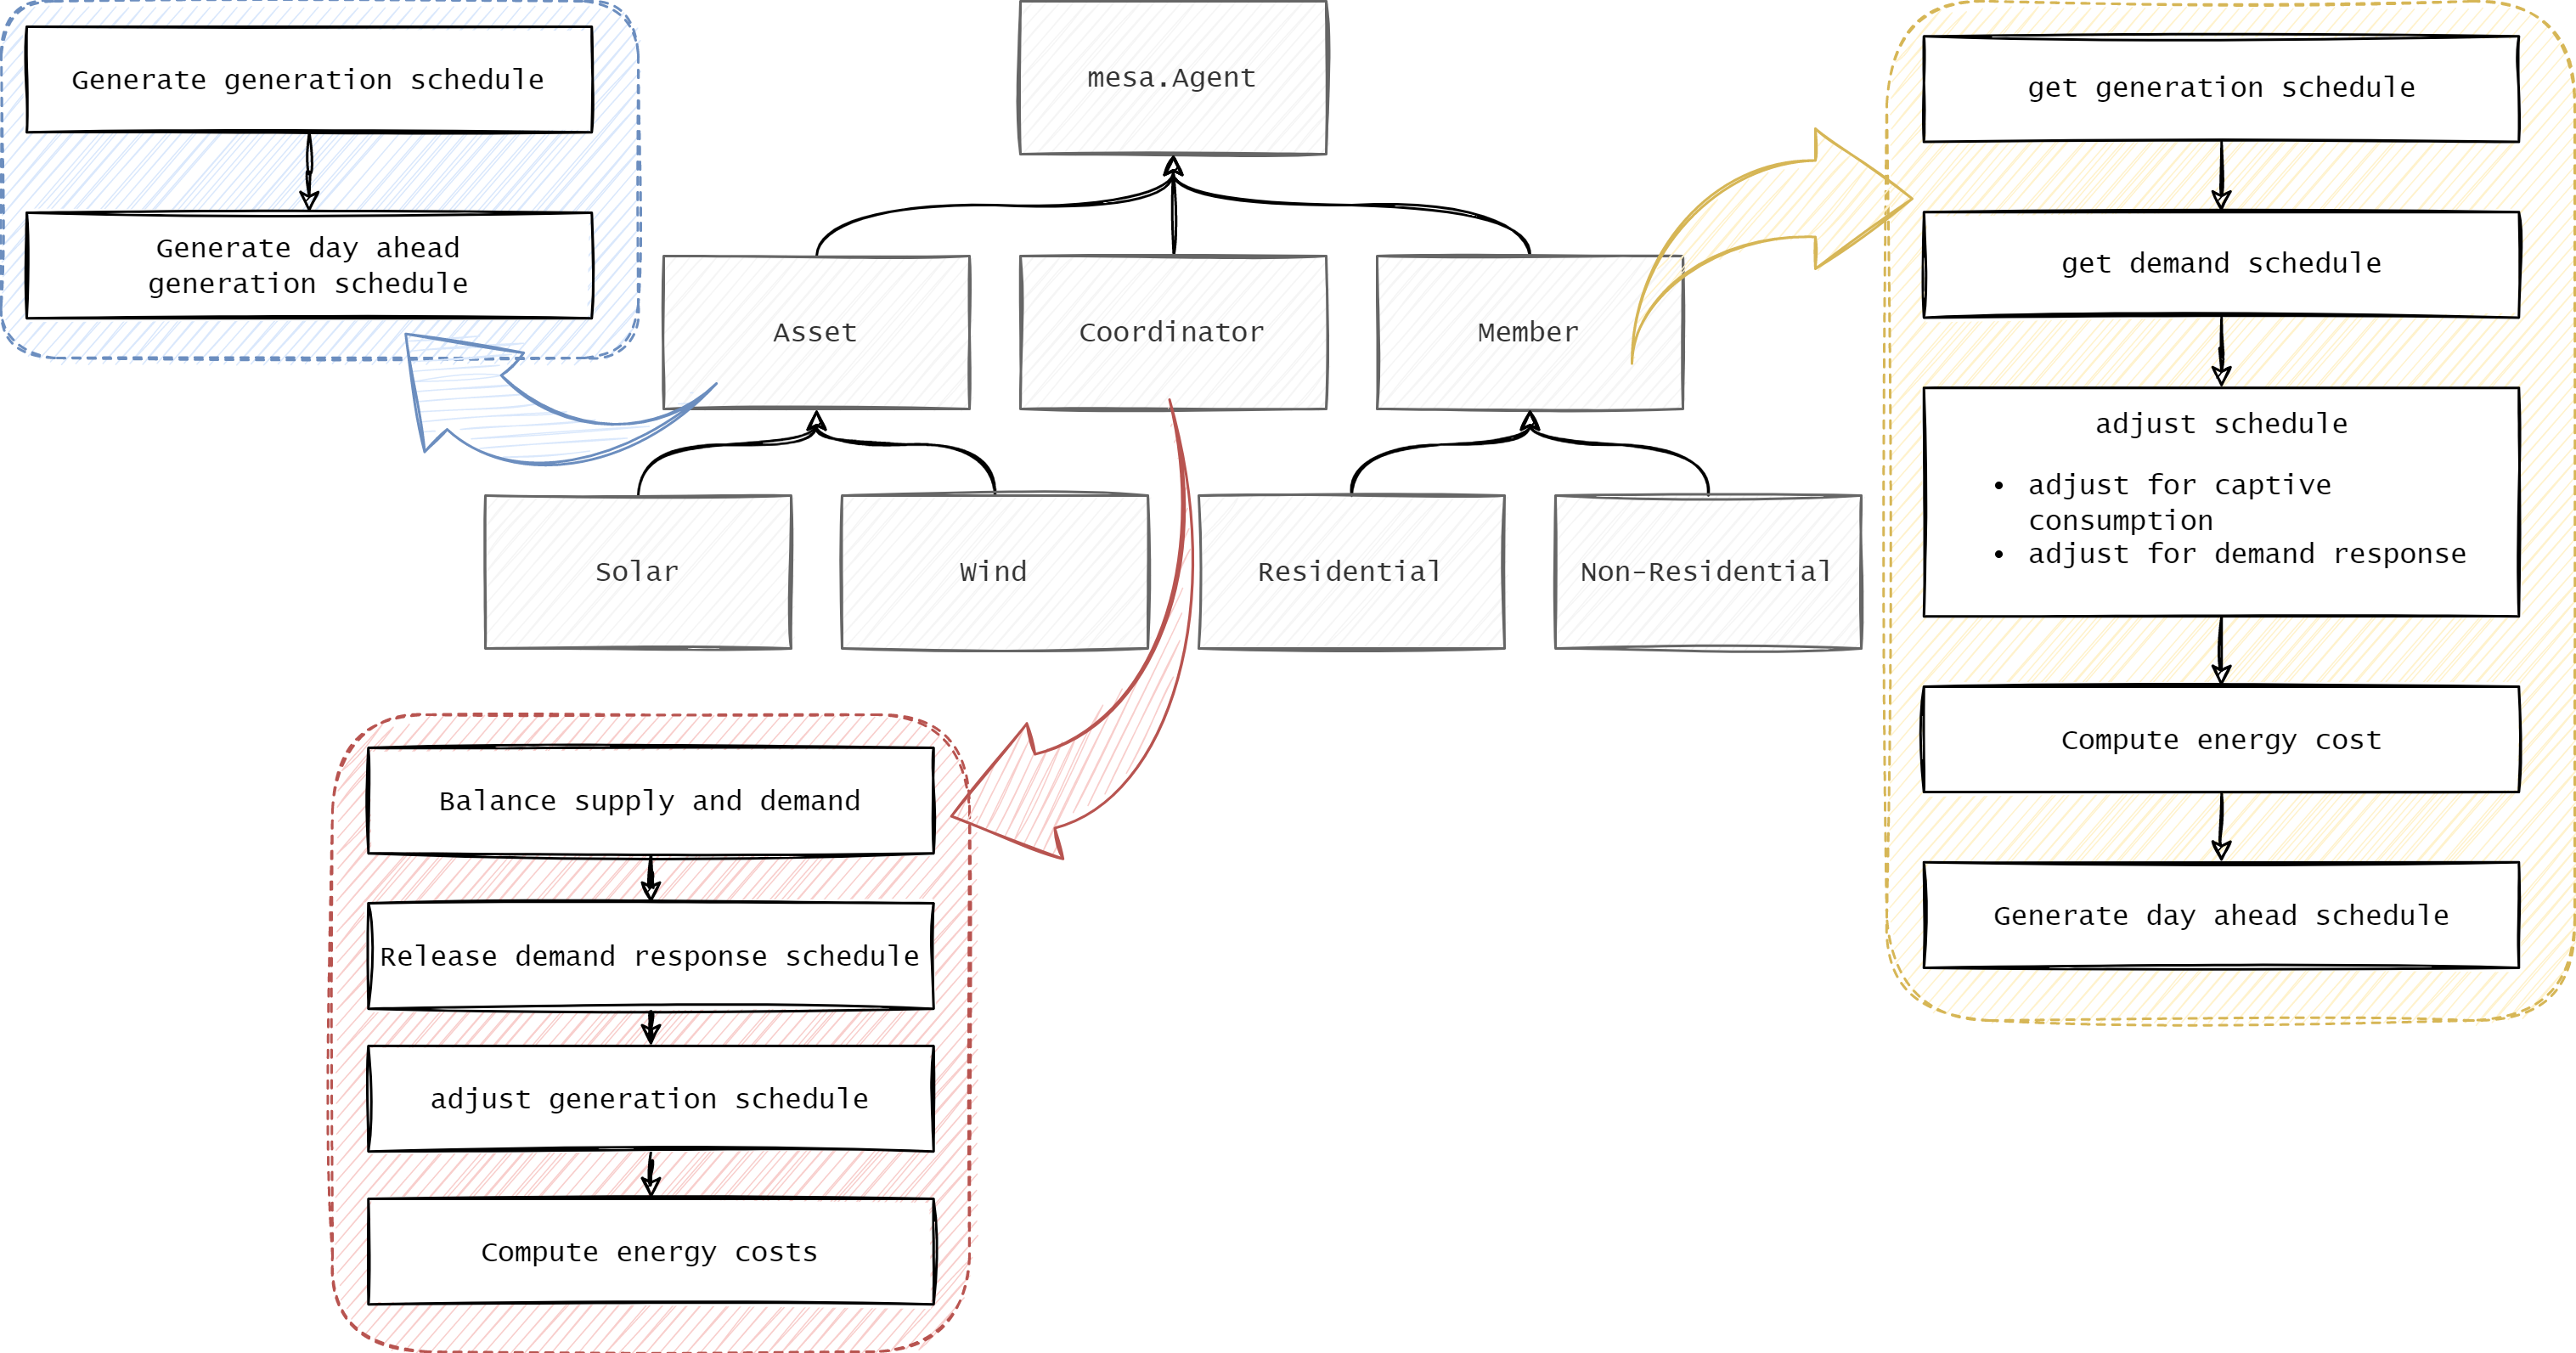 Generate generation schedule
Generate day ahead
generation schedule
mesa.Agent
Asset
Coordinator
Member
Solar
Wind
Residential
Non-Residential
get generation schedule
get demand schedule
adjust schedule
• adjust for captive
consumption
• adjust for demand response
Compute energy cost
Generate day ahead schedule
Balance supply and demand
Release demand response schedule
adjust generation schedule
Compute energy costs